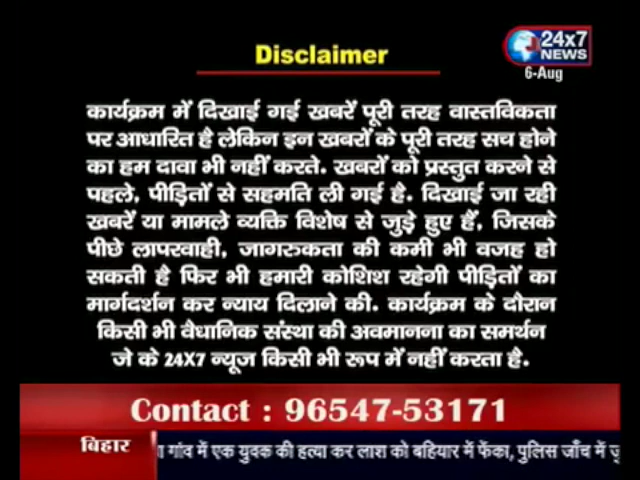 Disclaimer
24x7
NEWS
6-Aug
कार्यक्रम में दिखाई गई खबरें पूरी तरह वास्तविकता
पर आधारित है लेकिन इन खबरों के पूरी तरह सच होने
का हम दावा भी नहीं करते. खबरों को प्रस्तुत करने से
पहले, पीड़ितों से सहमति ली गई है. दिखाई जा रही
खबरें या मामले व्यक्ति विशेष से जुड़े हुए हैं, जिसके
पीछे लापरवाही, जागरुकता की कमी भी वजह हो
सकती है फिर भी हमारी कोशिश रहेगी पीड़ितों का
मार्गदर्शन कर न्याय दिलाने की. कार्यक्रम के दौरान
किसी भी वैधानिक संस्था की अवमानना का समर्थन
जे के 24X7 न्यूज किसी भी रूप में नहीं करता है.
Contact : 96547-53171
बिहार
गांव में एक युवक की हत्या कर लाश को बहियार में फेंका, पुलिस जाँच में